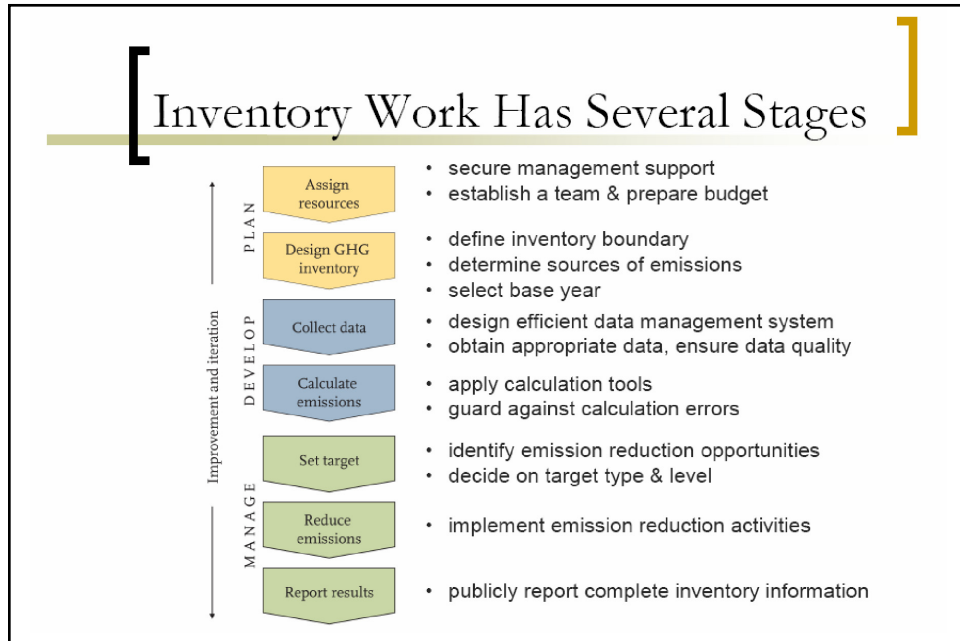 Inventory Work Has Several Stages
Improvement and iteration
PLAN
Assign
resources
• secure management support
• establish a team & prepare budget
Design GHG
inventory
• define inventory boundary
• determine sources of emissions
• select base year
DEVELOP
Collect data
• design efficient data management system
• obtain appropriate data, ensure data quality
Calculate
emissions
• apply calculation tools
• guard against calculation errors
MANAGE
Set target
• identify emission reduction opportunities
• decide on target type & level
Reduce
emissions
• implement emission reduction activities
Report results
• publicly report complete inventory information